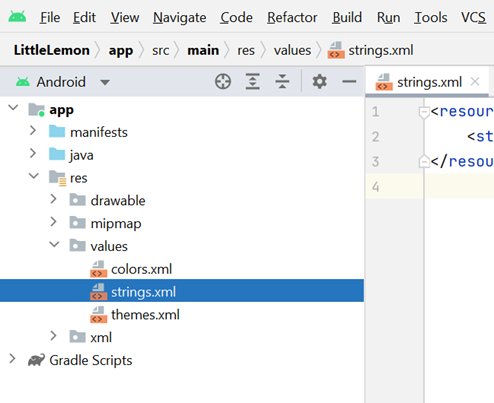 File Edit View Navigate Code Refactor Build Run Tools VCS
LittleLemon app src main res values strings.xml
Android strings.xml
app
manifests
java
res
drawable
mipmap
values
colors.xml
strings.xml
themes.xml
xml
Gradle Scripts
1 <resour
2 <st
3 </resou
4